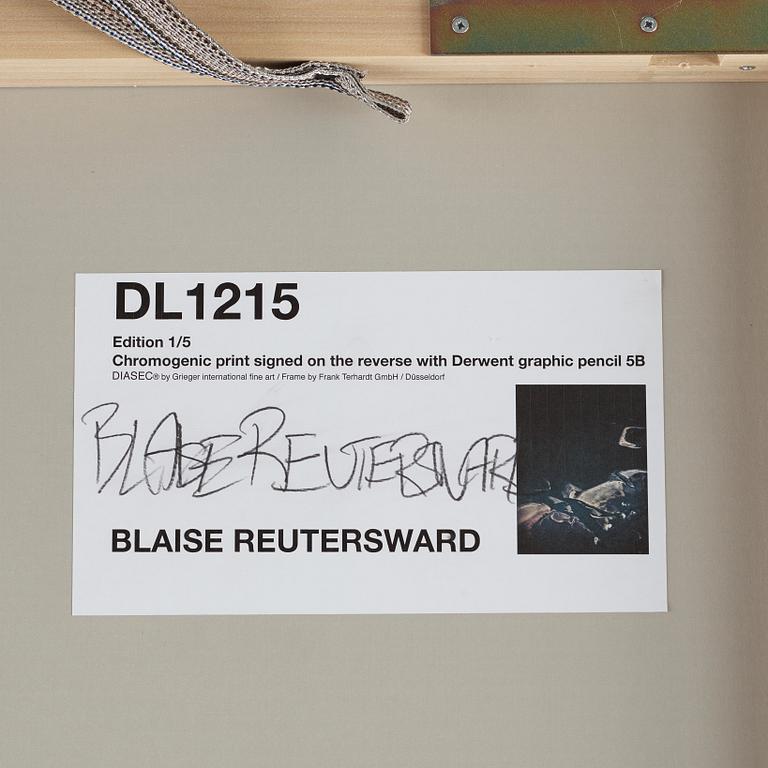 DL1215
Edition 1/5
Chromogenic print signed on the reverse with Derwent graphic pencil 5B
DIASEC® by Grieger international fine art / Frame by Frank Terhardt GmbH / Düsseldorf
BLAISE REUTERSWARD
BLAISE REUTERSWARD